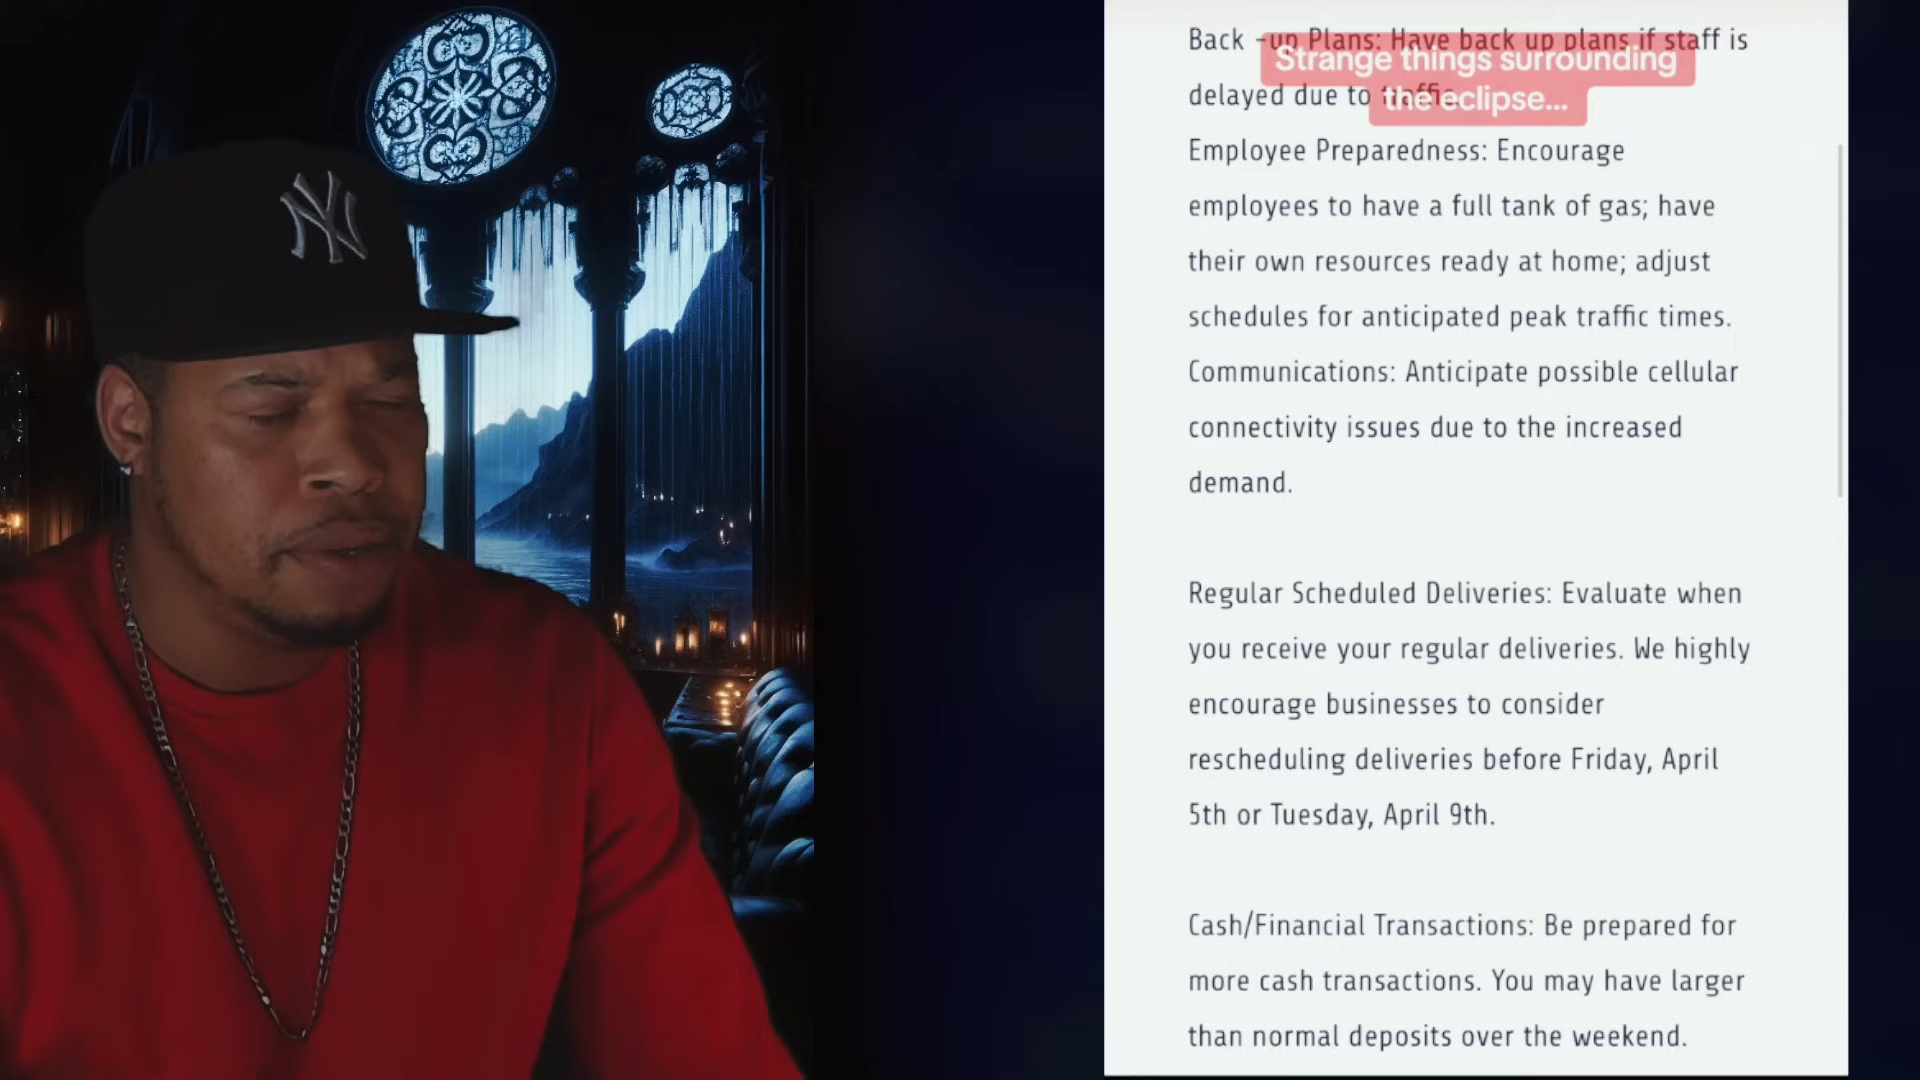 NY
Back -up Plans: Have back up plans if staff is
Strange things surrounding
delayed due to traffic.
the eclipse...
Employee Preparedness: Encourage
employees to have a full tank of gas; have
their own resources ready at home; adjust
schedules for anticipated peak traffic times.
Communications: Anticipate possible cellular
connectivity issues due to the increased
demand.
Regular Scheduled Deliveries: Evaluate when
you receive your regular deliveries. We highly
encourage businesses to consider
rescheduling deliveries before Friday, April
5th or Tuesday, April 9th.
Cash/Financial Transactions: Be prepared for
more cash transactions. You may have larger
than normal deposits over the weekend.